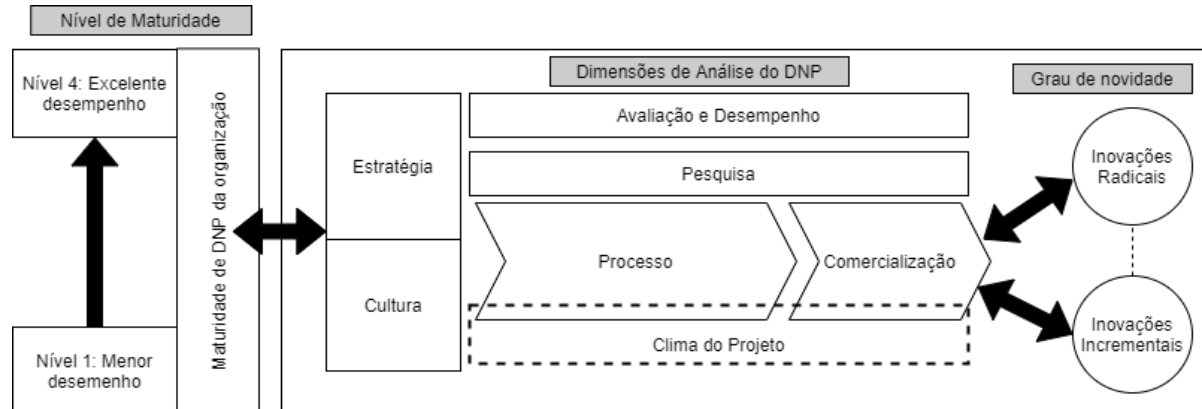 Nível de Maturidade
Nível 4: Excelente
desempenho
Nível 1: Menor
desemenho
Maturidade de DNP da organização
Dimensões de Análise do DNP
Estratégia
Cultura
Avaliação e Desempenho
Pesquisa
Processo
Comercialização
Clima do Projeto
Grau de novidade
Inovações
Radicais
Inovações
Incrementais